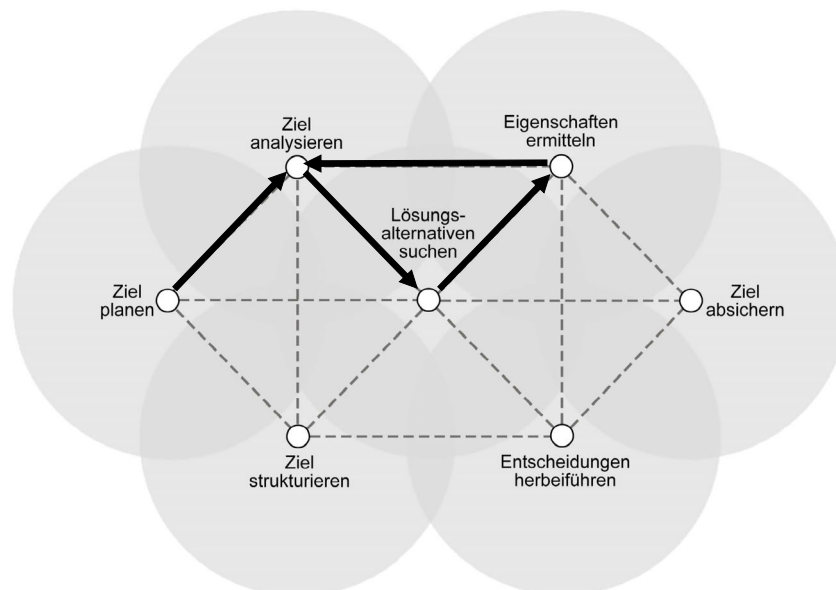 Ziel
analysieren
Eigenschaften
ermitteln
Lösungs-
alternativen
suchen
Ziel
planen
Ziel
absichern
Ziel
strukturieren
Entscheidungen
herbeiführen